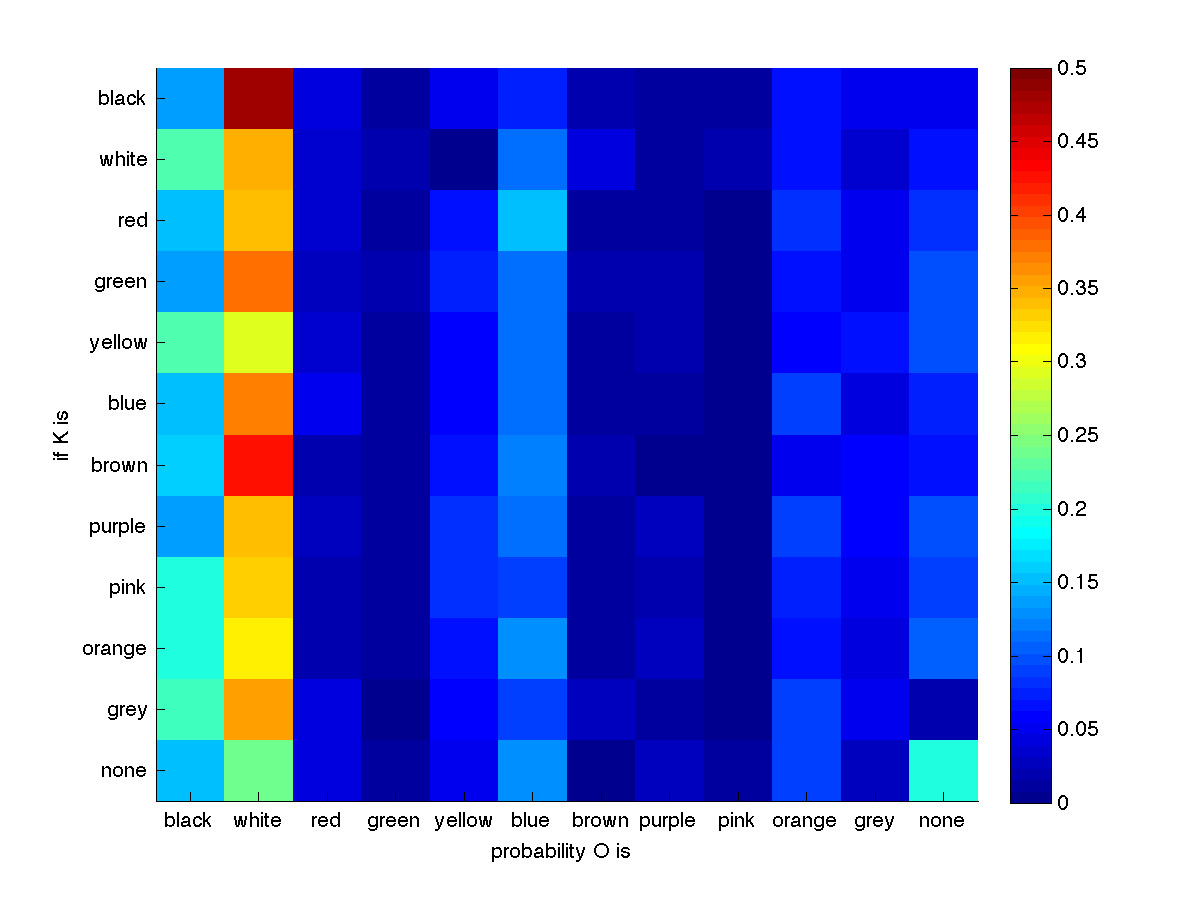 black
white
red
green
yellow
blue
brown
purple
pink
orange
grey
none
if K is
black white red green yellow blue brown purple pink orange grey none
probability O is
0.5
0.45
0.4
0.35
0.3
0.25
0.2
0.15
0.1
0.05
0